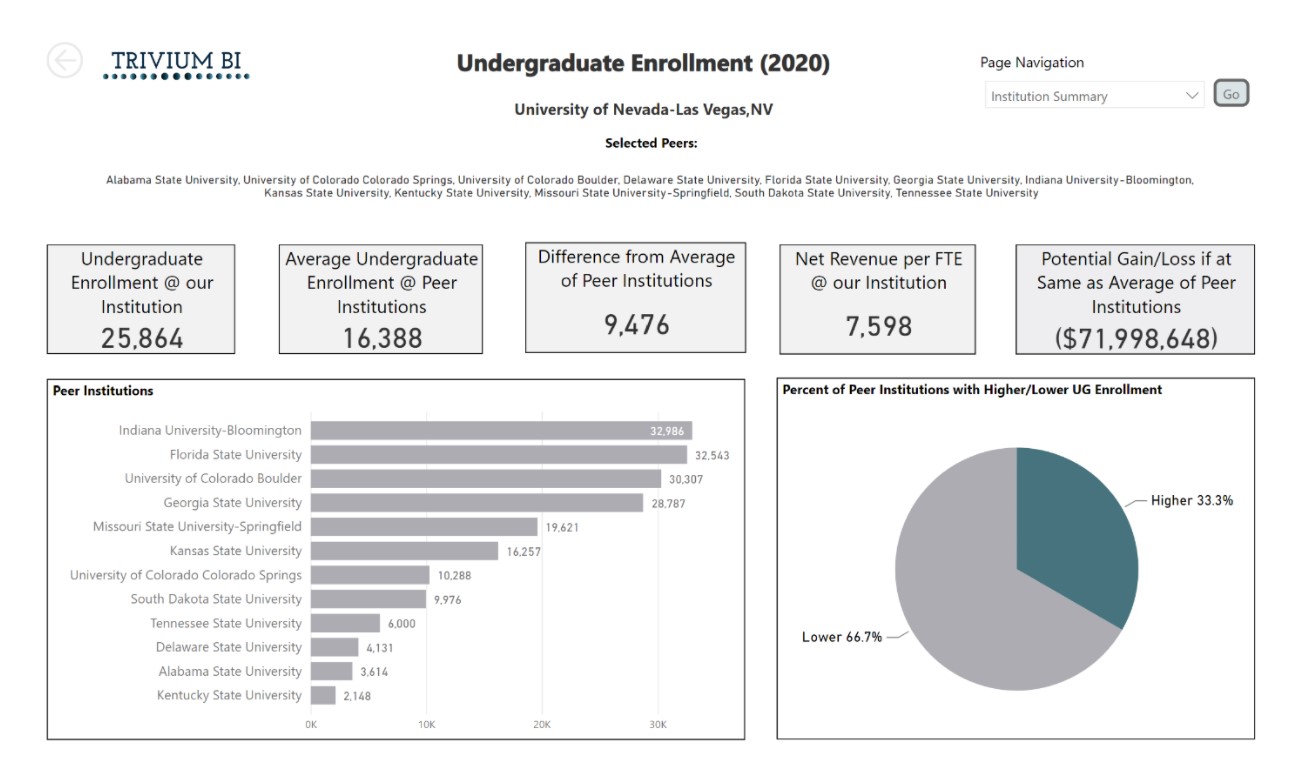 TRIVIUM BI
Undergraduate Enrollment (2020)
Page Navigation
Institution Summary
Go
University of Nevada-Las Vegas,NV
Selected Peers:
Alabama State University, University of Colorado Colorado Springs, University of Colorado Boulder, Delaware State University, Florida State University, Georgia State University, Indiana University-Bloomington,
Kansas State University, Kentucky State University, Missouri State University-Springfield, South Dakota State University, Tennessee State University
Undergraduate
Enrollment @ our
Institution
25,864
Average Undergraduate
Enrollment @ Peer
Institutions
16,388
Difference from Average
of Peer Institutions
9,476
Net Revenue per FTE
@ our Institution
7,598
Potential Gain/Loss if at
Same as Average of Peer
Institutions
($71,998,648)
Peer Institutions
Indiana University-Bloomington 32,986
Florida State University 32,543
University of Colorado Boulder 30,307
Georgia State University 28,787
Missouri State University-Springfield 19,621
Kansas State University 16,257
University of Colorado Colorado Springs 10,288
South Dakota State University 9,976
Tennessee State University 6,000
Delaware State University 4,131
Alabama State University 3,614
Kentucky State University 2,148
0K 10K 20K 30K
Percent of Peer Institutions with Higher/Lower UG Enrollment
Higher 33.3%
Lower 66.7%